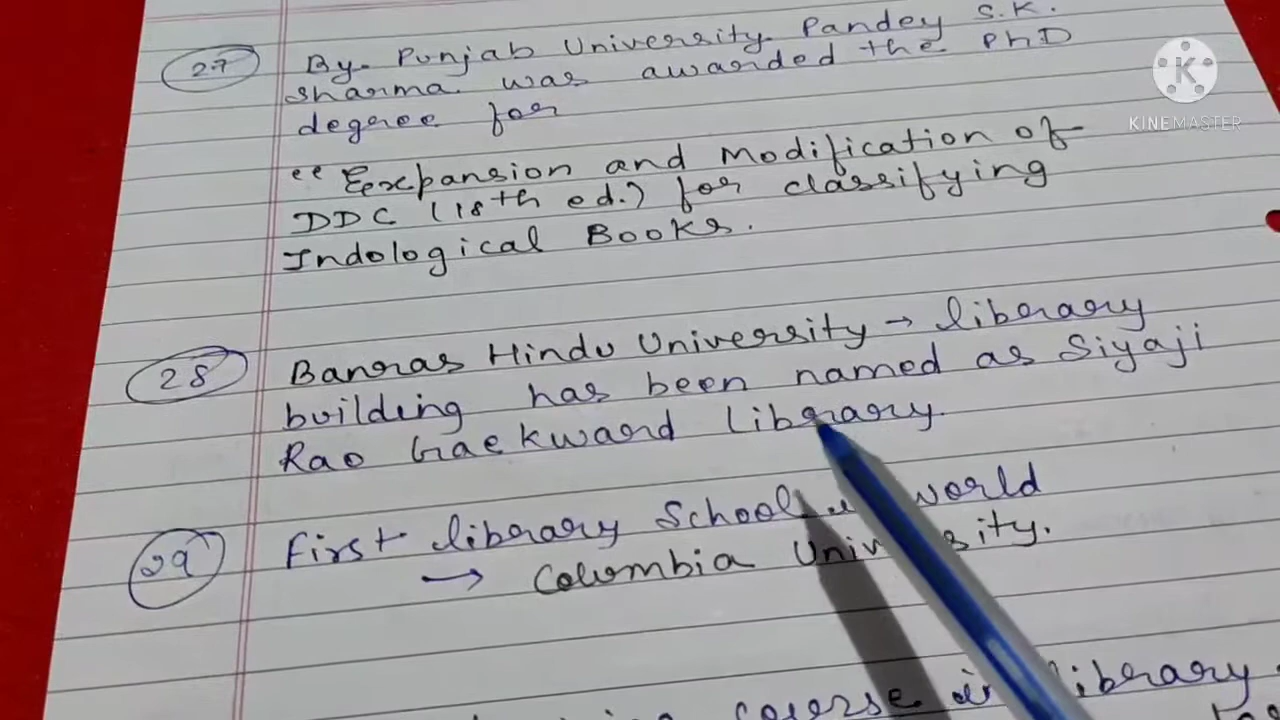 27 By. Punjab University. Pandey S.K.
Sharma. was awarded the PhD
degree for
"Eexpansion and Modification of
DDC (18th ed.) for classifying
Indological Books.
28 Banras Hindu University → library
building has been named as Siyaji
Rao Gaekward library.
29 First library School world
→ Columbia University.
course in library
KINEMASTER